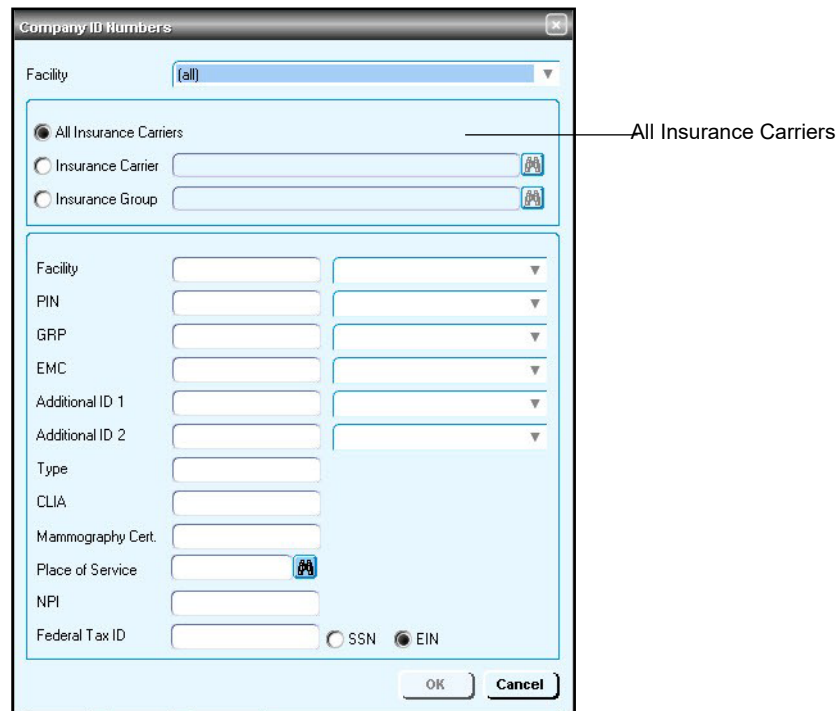 Company ID Numbers
Facility (all)
All Insurance Carriers All Insurance Carriers
Insurance Carrier
Insurance Group
Facility
PIN
GRP
EMC
Additional ID 1
Additional ID 2
Type
CLIA
Mammography Cert.
Place of Service
NPI
Federal Tax ID SSN EIN
OK Cancel